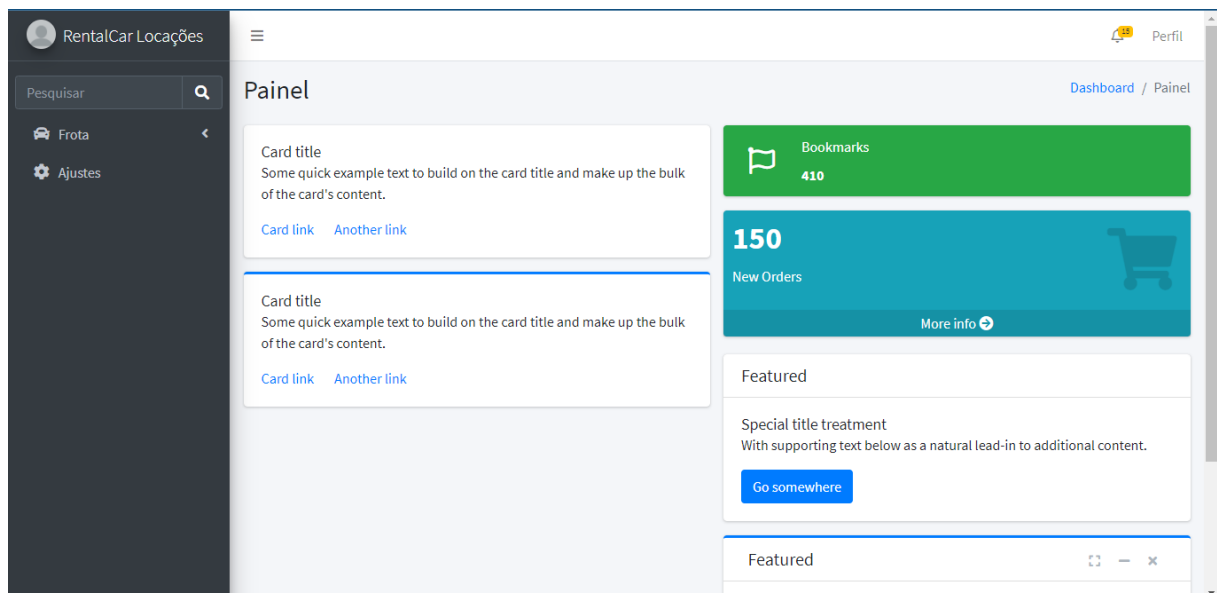 RentalCar Locações
Pesquisar
Frota
Ajustes
15
Perfil
Painel
Dashboard / Painel
Card title
Some quick example text to build on the card title and make up the bulk
of the card's content.
Card link Another link
Card title
Some quick example text to build on the card title and make up the bulk
of the card's content.
Card link Another link
Bookmarks
410
150
New Orders
More info
Featured
Special title treatment
With supporting text below as a natural lead-in to additional content.
Go somewhere
Featured